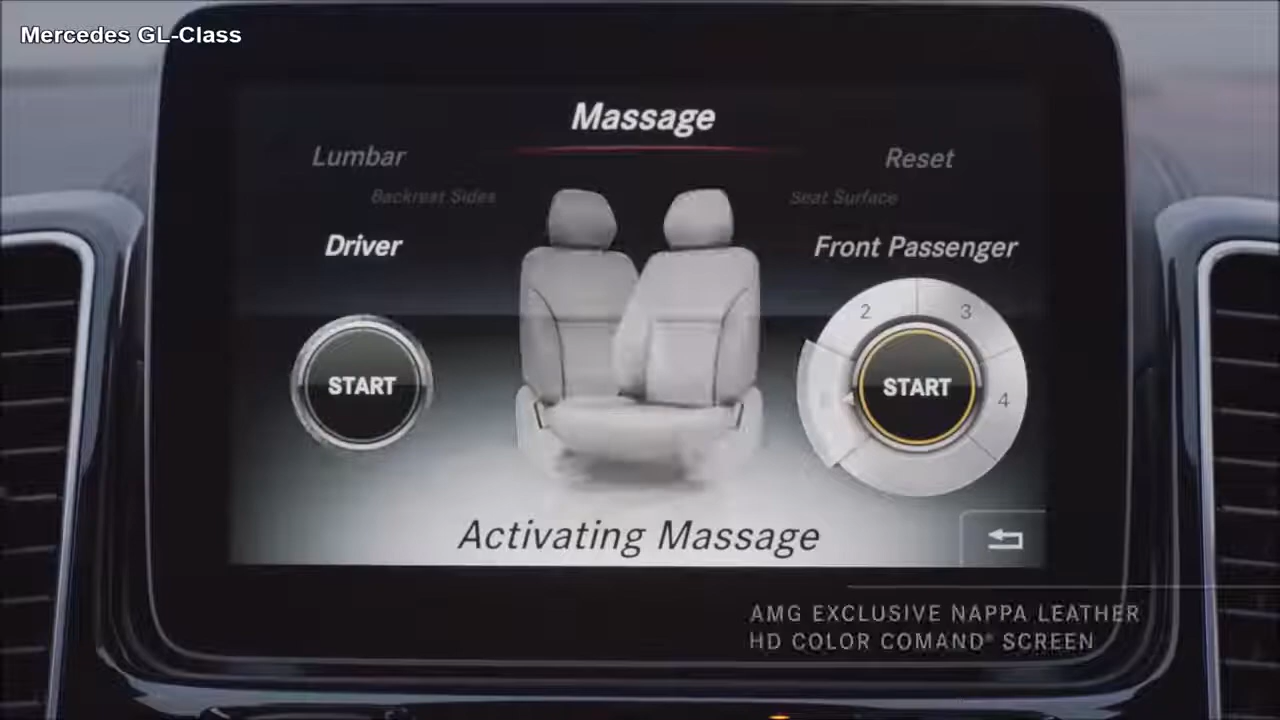 Mercedes GL-Class
Massage
Lumbar
Reset
Backrest Sides
Seat Surface
Driver
Front Passenger
2
3
START
START
4
Activating Massage
AMG EXCLUSIVE NAPPA LEATHER
HD COLOR COMAND® SCREEN